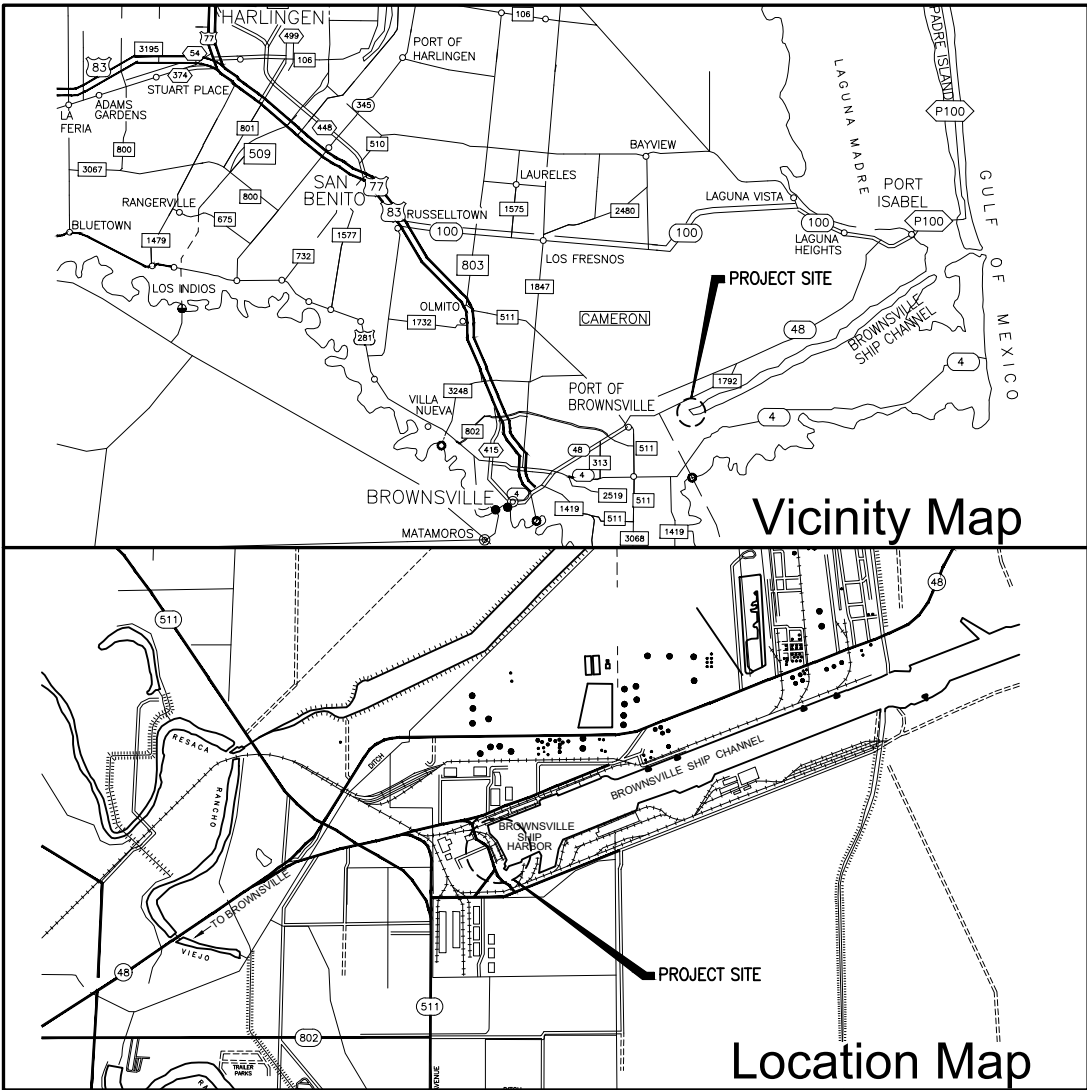 HARLINGEN
106
77
499
3195
54
PORT OF
HARLINGEN
106
83
374
STUART PLACE
PADRE ISLAND
LAGUNA MADRE
ADAMS
GARDENS
LA
FERIA
345
P100
801
448
510
800
509
BAYVIEW
3067
SAN
BENITO
77
LAURELES
PORT
ISABEL
GULF OF MEXICO
800
RANGERVILLE
LAGUNA VISTA
83
RUSSELLTOWN
1575
2480
675
P100
BLUETOWN
100
100
100
1479
1577
LAGUNA
HEIGHTS
732
803
LOS FRESNOS
PROJECT SITE
LOS INDIOS
1847
OLMITO
511
CAMERON
1732
BROWNSVILLE
SHIP CHANNEL
48
281
4
1792
3248
PORT OF
BROWNSVILLE
VILLA
NUEVA
4
802
415
48
511
313
4
BROWNSVILLE
4
2519
511
1419
511
1419
MATAMOROS
3068
Vicinity Map
48
511
RESACA
DITCH
BROWNSVILLE SHIP CHANNEL
RANCHO
BROWNSVILLE
SHIP
HARBOR
TO BROWNSVILLE
VIEJO
48
PROJECT SITE
511
802
TRAILER
PARKS
Location Map